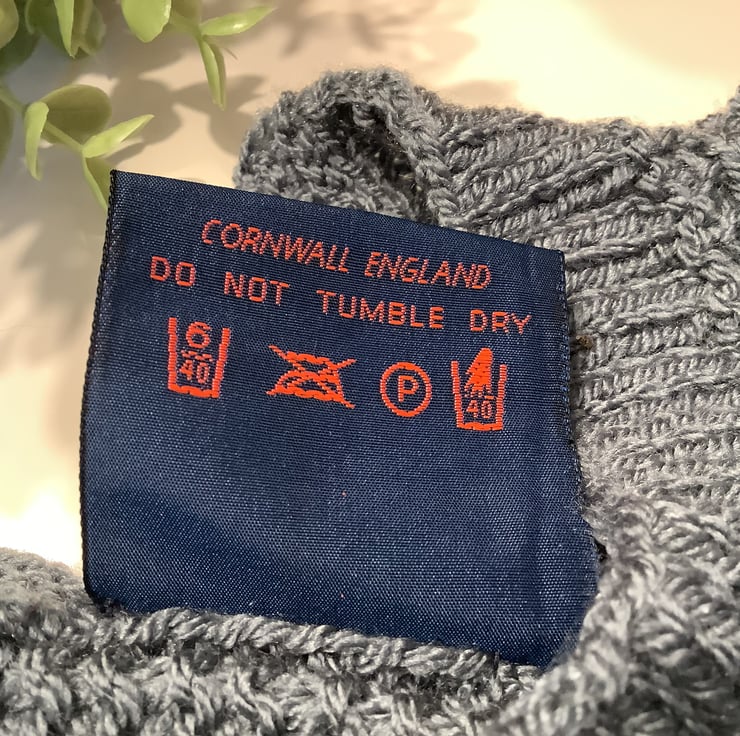 CORNWALL ENGLAND
DO NOT TUMBLE DRY
6 40 P 40